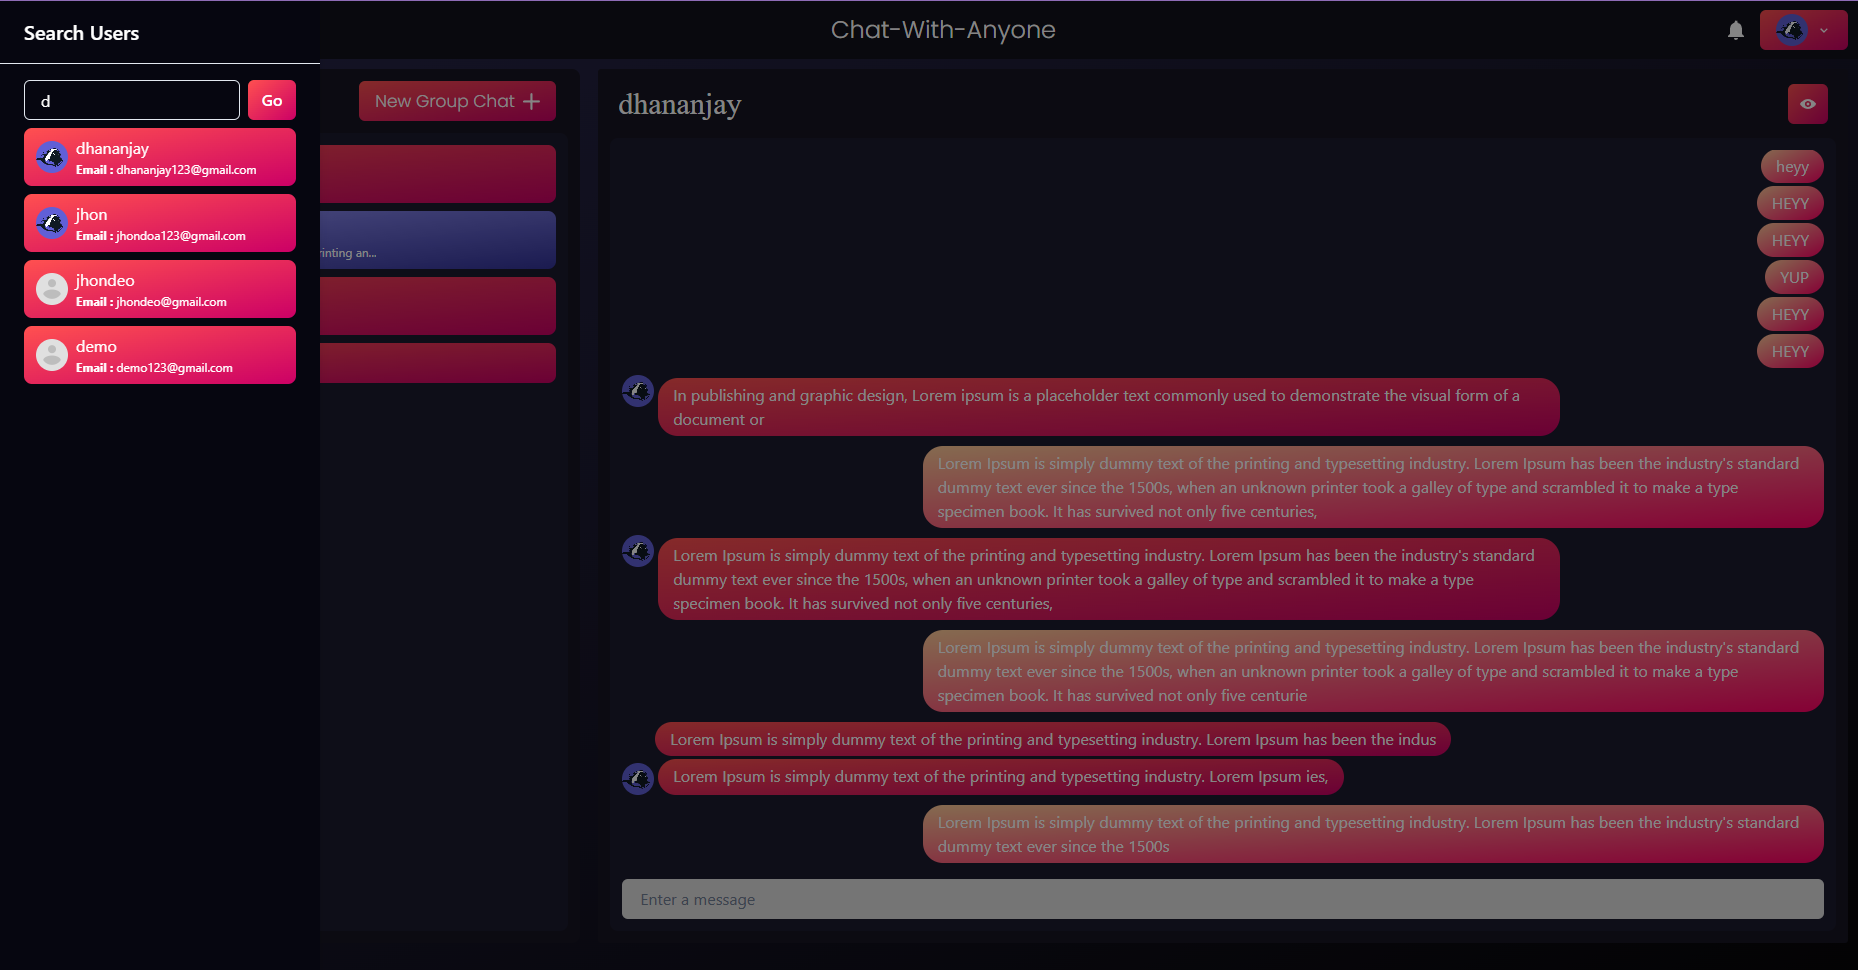 Search Users
d
Go
dhananjay
Email : dhananjay123@gmail.com
jhon
Email : jhondoa123@gmail.com
jhondeo
Email : jhondeo@gmail.com
demo
Email : demo123@gmail.com
Chat-With-Anyone
New Group Chat
rinting an...
dhananjay
heyy
HEYY
HEYY
YUP
HEYY
HEYY
In publishing and graphic design, Lorem ipsum is a placeholder text commonly used to demonstrate the visual form of a
document or
Lorem Ipsum is simply dummy text of the printing and typesetting industry. Lorem Ipsum has been the industry's standard
dummy text ever since the 1500s, when an unknown printer took a galley of type and scrambled it to make a type
specimen book. It has survived not only five centuries,
Lorem Ipsum is simply dummy text of the printing and typesetting industry. Lorem Ipsum has been the industry's standard
dummy text ever since the 1500s, when an unknown printer took a galley of type and scrambled it to make a type
specimen book. It has survived not only five centuries,
Lorem Ipsum is simply dummy text of the printing and typesetting industry. Lorem Ipsum has been the industry's standard
dummy text ever since the 1500s, when an unknown printer took a galley of type and scrambled it to make a type
specimen book. It has survived not only five centurie
Lorem Ipsum is simply dummy text of the printing and typesetting industry. Lorem Ipsum has been the indus
Lorem Ipsum is simply dummy text of the printing and typesetting industry. Lorem Ipsum ies,
Lorem Ipsum is simply dummy text of the printing and typesetting industry. Lorem Ipsum has been the industry's standard
dummy text ever since the 1500s
Enter a message